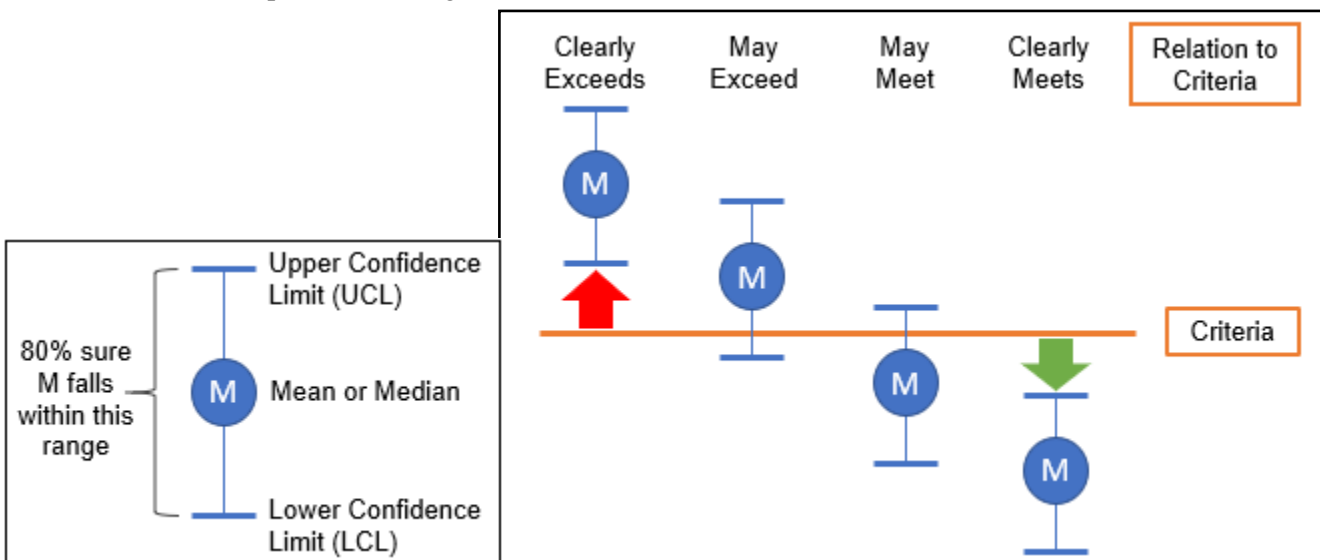 Clearly
Exceeds
May
Exceed
May
Meet
Clearly
Meets
Relation to
Criteria
M
M
M
M
Criteria
Upper Confidence
Limit (UCL)
80% sure
M falls
within this
range
M
Mean or Median
Lower Confidence
Limit (LCL)